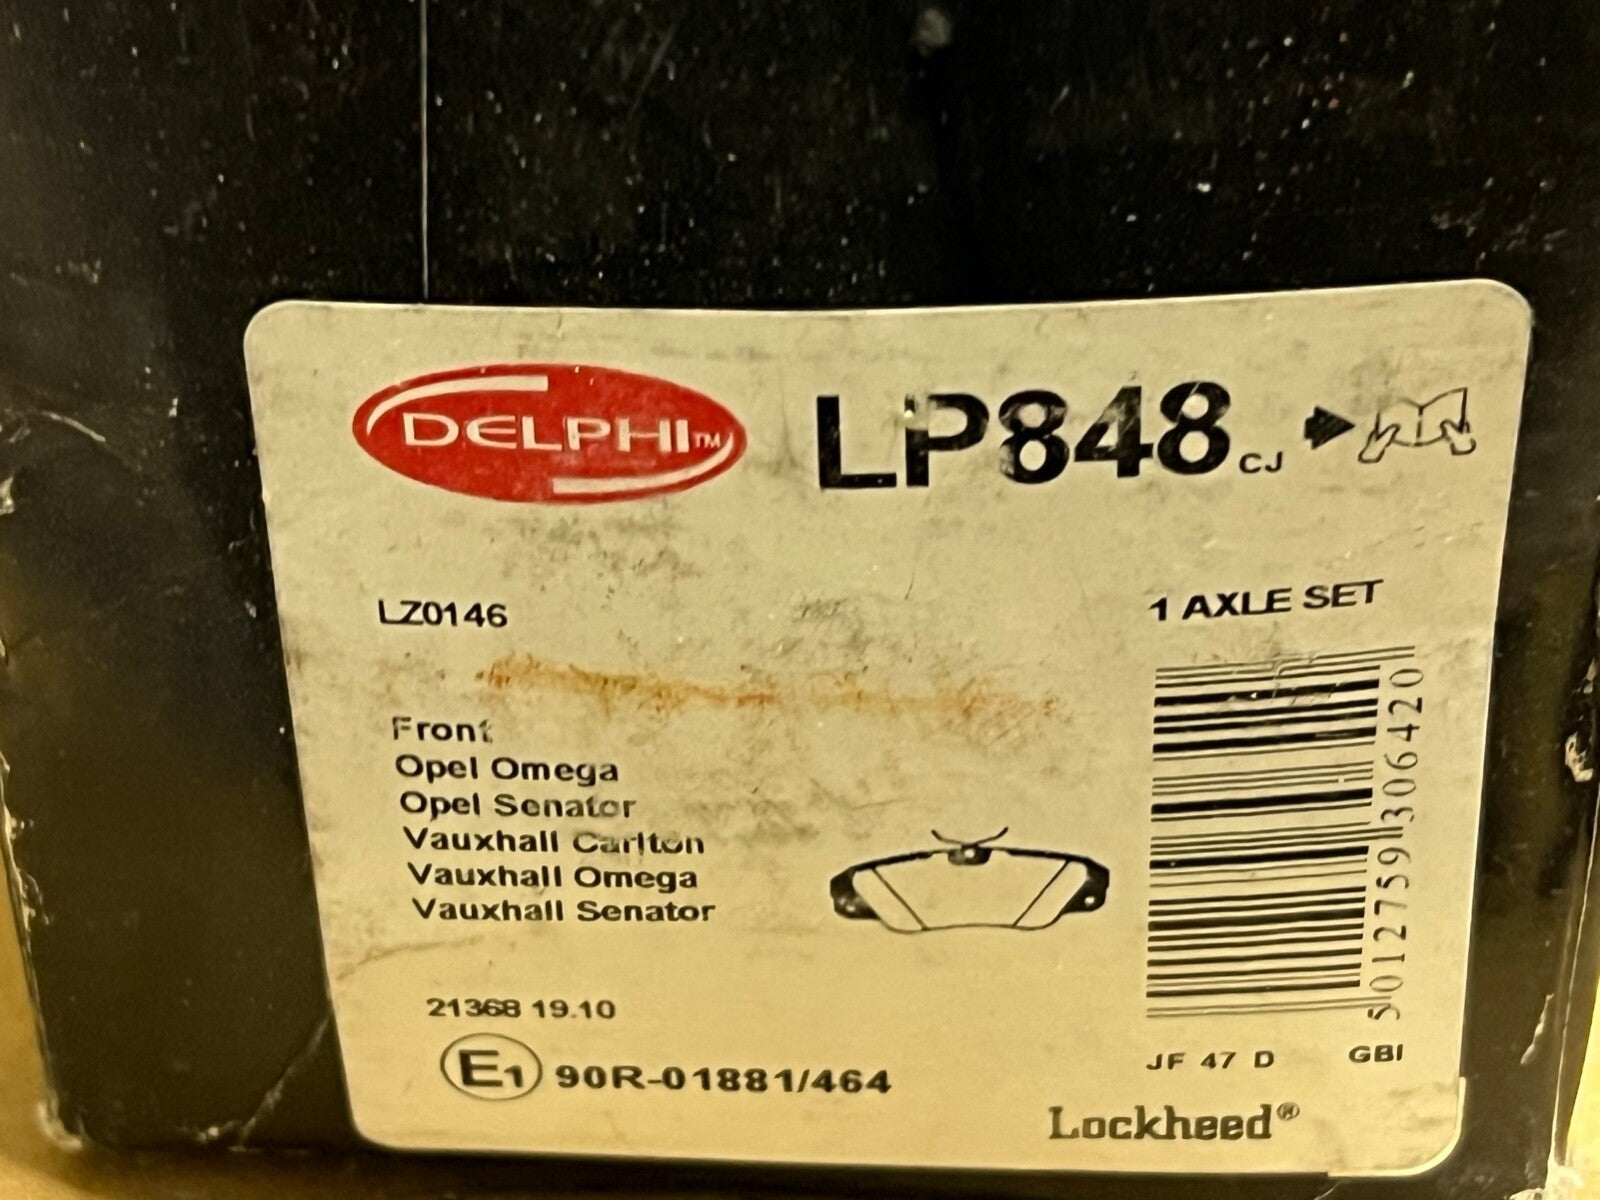 DELPHI™
LP848 CJ
LZ0146
1 AXLE SET
Front
Opel Omega
Opel Senator
Vauxhall Carlton
Vauxhall Omega
Vauxhall Senator
5012759306420
21368 19.10
E1 90R-01881/464
JF 47 D GBI
Lockheed®